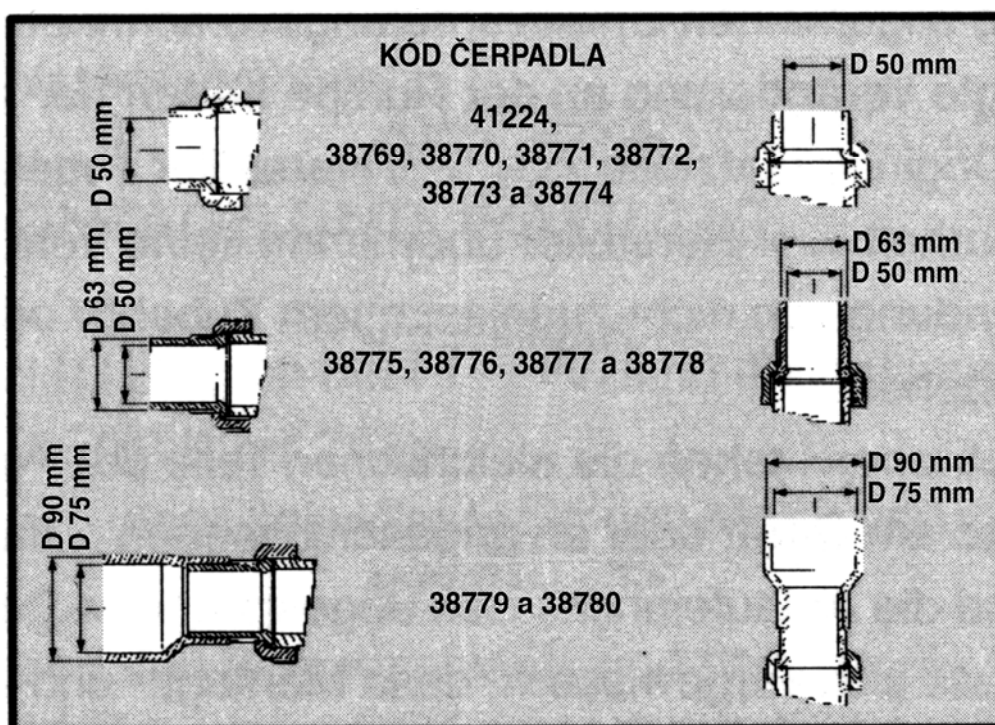 KÓD ČERPADLA
D 50 mm
D 50 mm
41224,
38769, 38770, 38771, 38772,
38773 a 38774
D 63 mm
D 50 mm
D 63 mm
D 50 mm
38775, 38776, 38777 a 38778
D 90 mm
D 75 mm
D 90 mm
D 75 mm
38779 a 38780